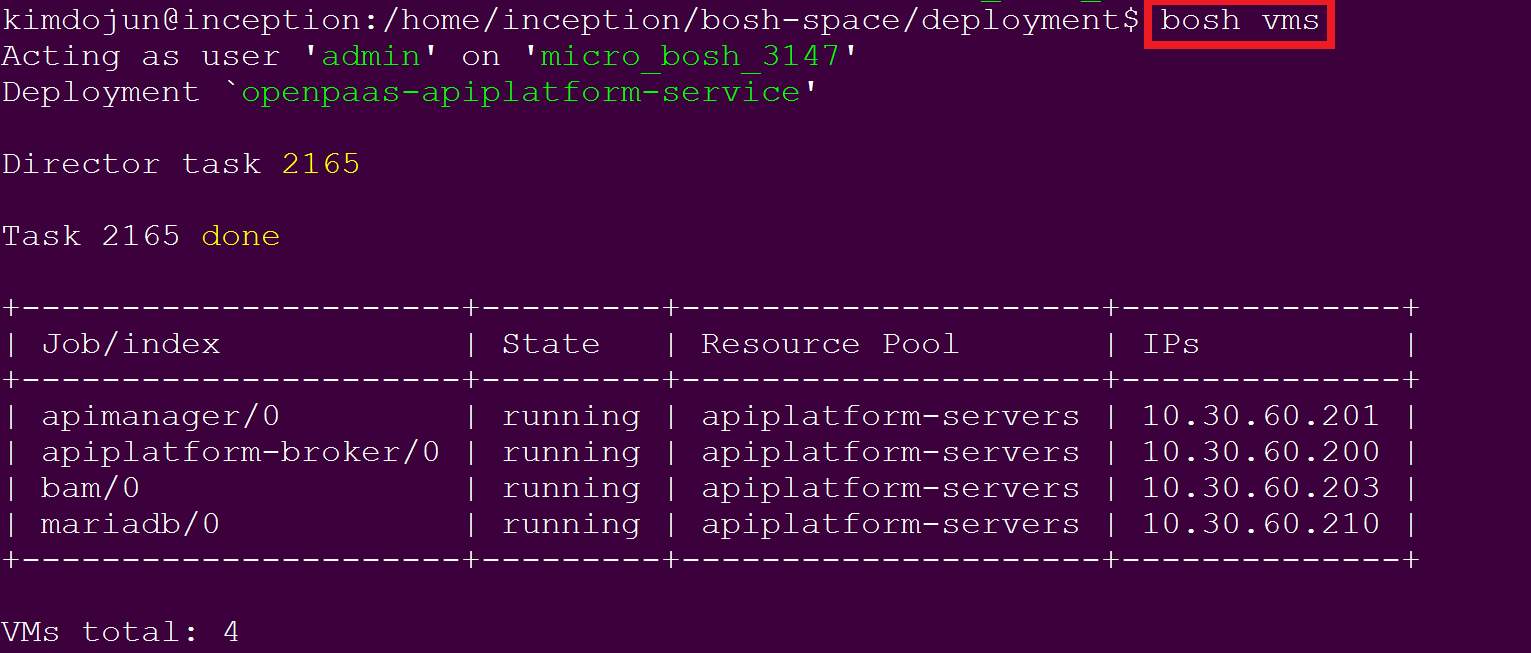 kimdojun@inception:/home/inception/bosh-space/deployment$ bosh vms
Acting as user 'admin' on 'micro_bosh_3147'
Deployment `openpaas-apiplatform-service'
Director task 2165
Task 2165 done
+----------------------+---------+---------------------+--------------+
| Job/index            | State   | Resource Pool       | IPs          |
+----------------------+---------+---------------------+--------------+
| apimanager/0         | running | apiplatform-servers | 10.30.60.201 |
| apiplatform-broker/0 | running | apiplatform-servers | 10.30.60.200 |
| bam/0                | running | apiplatform-servers | 10.30.60.203 |
| mariadb/0            | running | apiplatform-servers | 10.30.60.210 |
+----------------------+---------+---------------------+--------------+
VMs total: 4